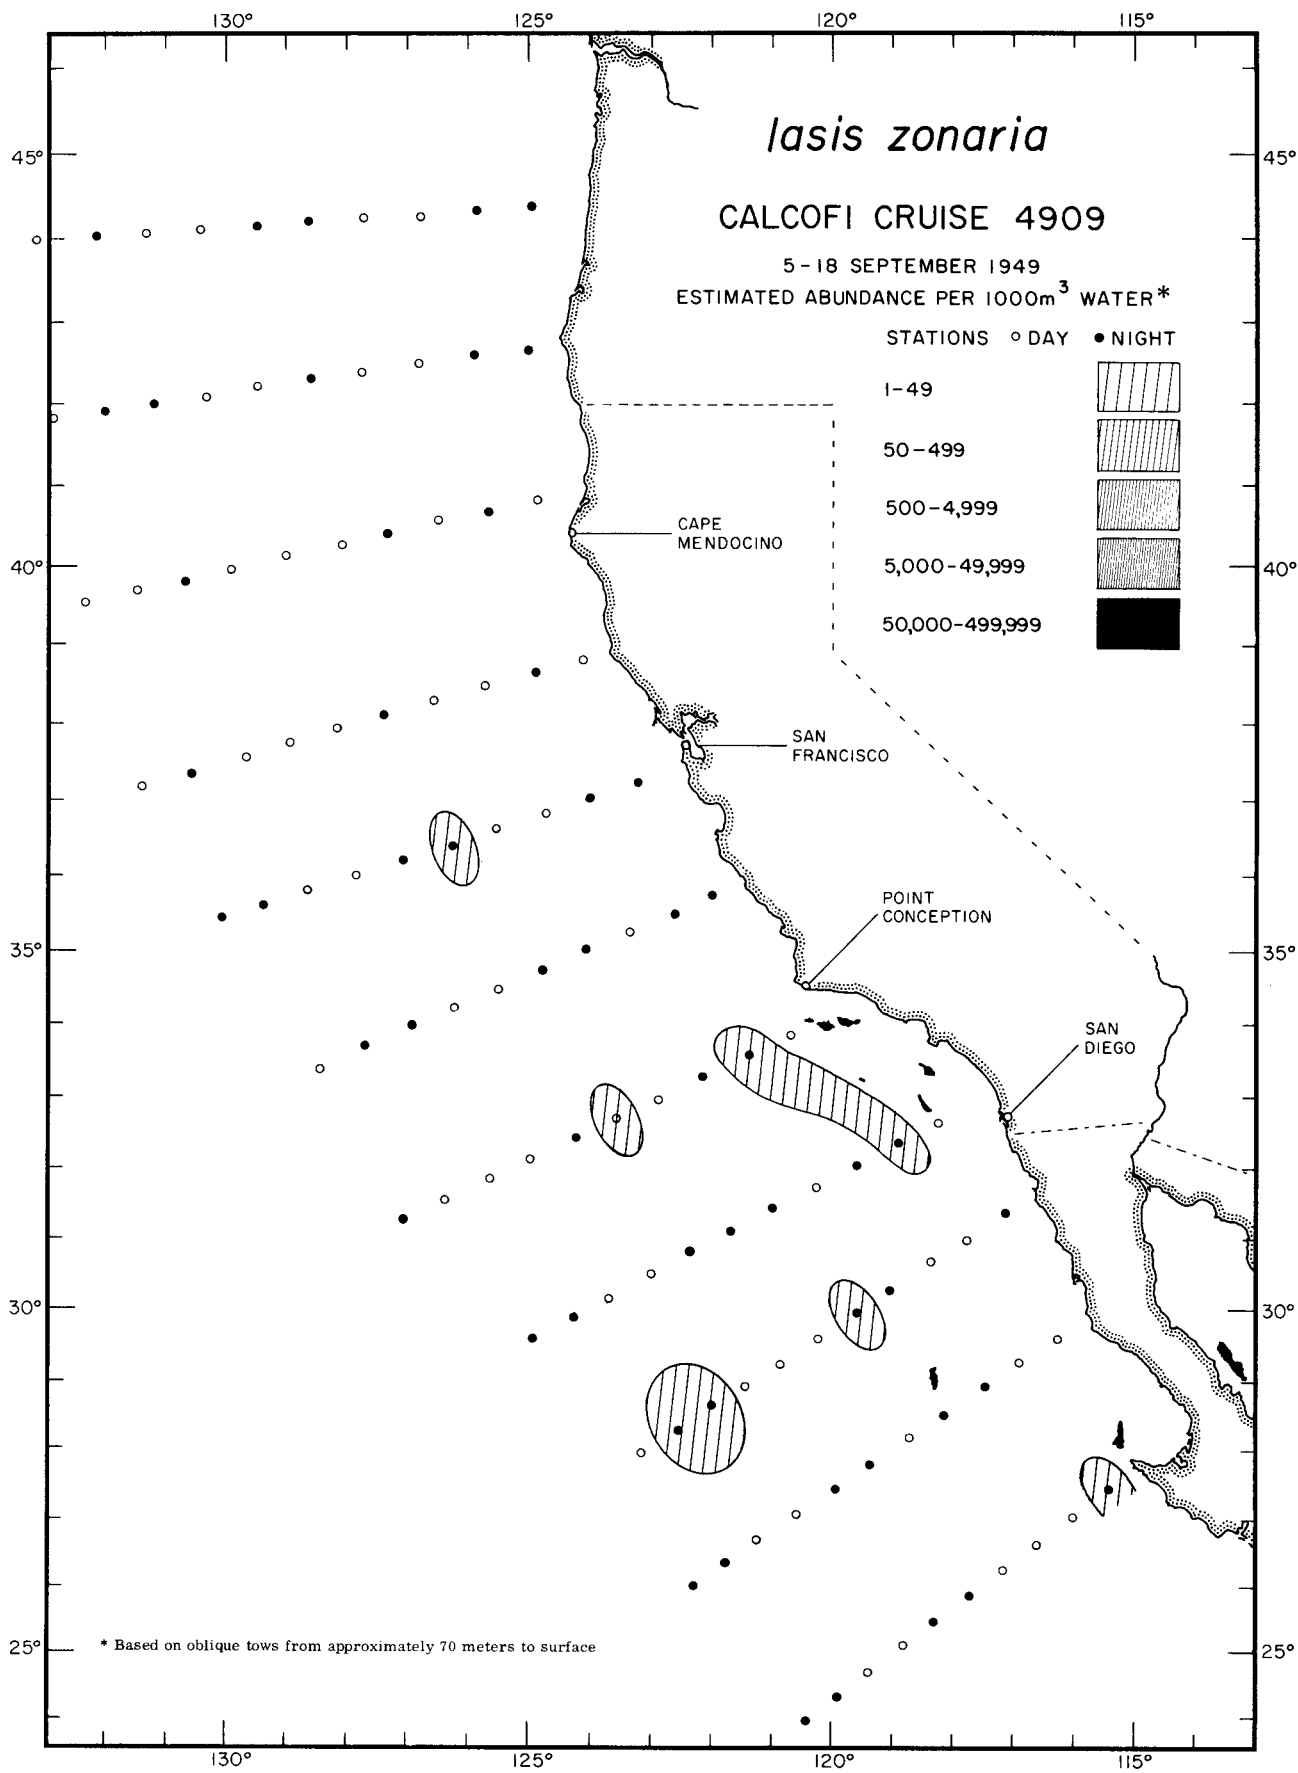 130° 125° 120° 115°
Iasis zonaria
45° 45°
CALCOFI CRUISE 4909
5-18 SEPTEMBER 1949
ESTIMATED ABUNDANCE PER 1000m³ WATER*
STATIONS ○ DAY ● NIGHT
1-49
50-499
500-4,999
5,000-49,999
50,000-499,999
CAPE
MENDOCINO
40° 40°
SAN
FRANCISCO
POINT
CONCEPTION
35° 35°
SAN
DIEGO
30° 30°
25° 25°
* Based on oblique tows from approximately 70 meters to surface
130° 125° 120° 115°